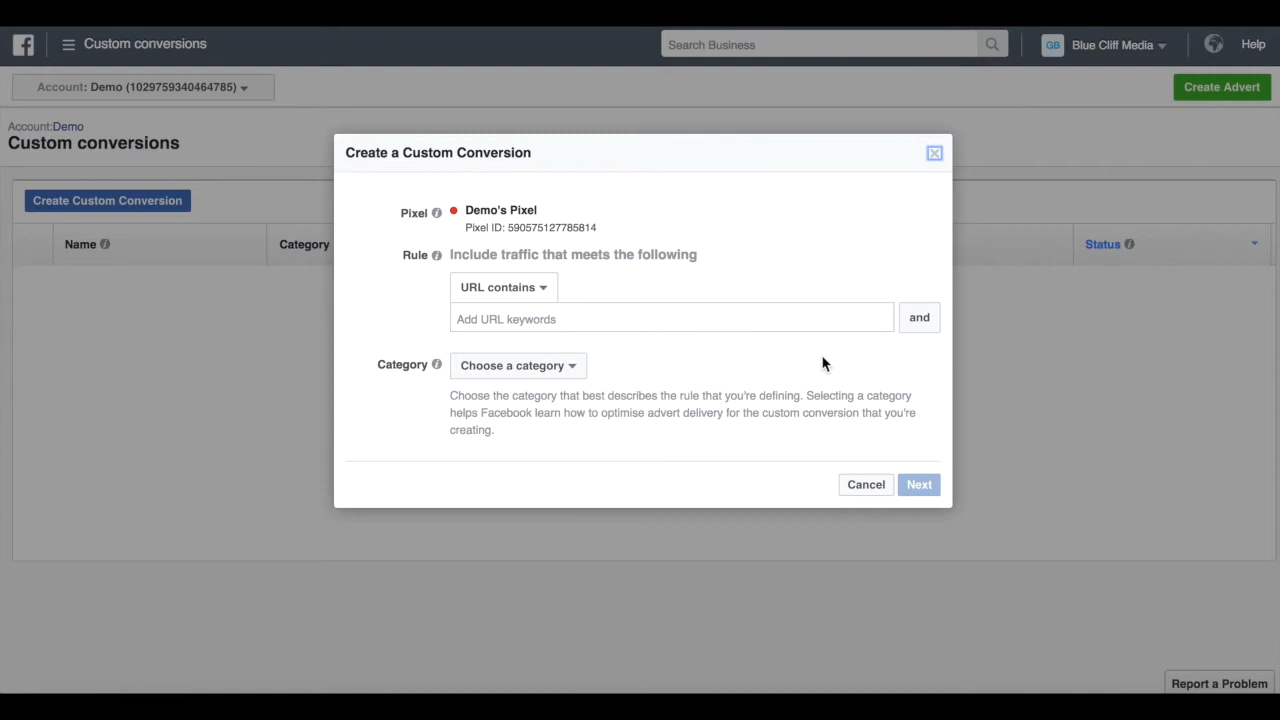 Custom conversions
Search Business
GB
Blue Cliff Media
Help
Account: Demo (1029759340464785)
Create Advert
Account:Demo
Custom conversions
Create a Custom Conversion
Create Custom Conversion
Pixel
Demo's Pixel
Pixel ID: 590575127785814
Name
Category
Status
Rule
Include traffic that meets the following
URL contains
Add URL keywords
and
Category
Choose a category
Choose the category that best describes the rule that you're defining. Selecting a category
helps Facebook learn how to optimise advert delivery for the custom conversion that you're
creating.
Cancel
Next
Report a Problem